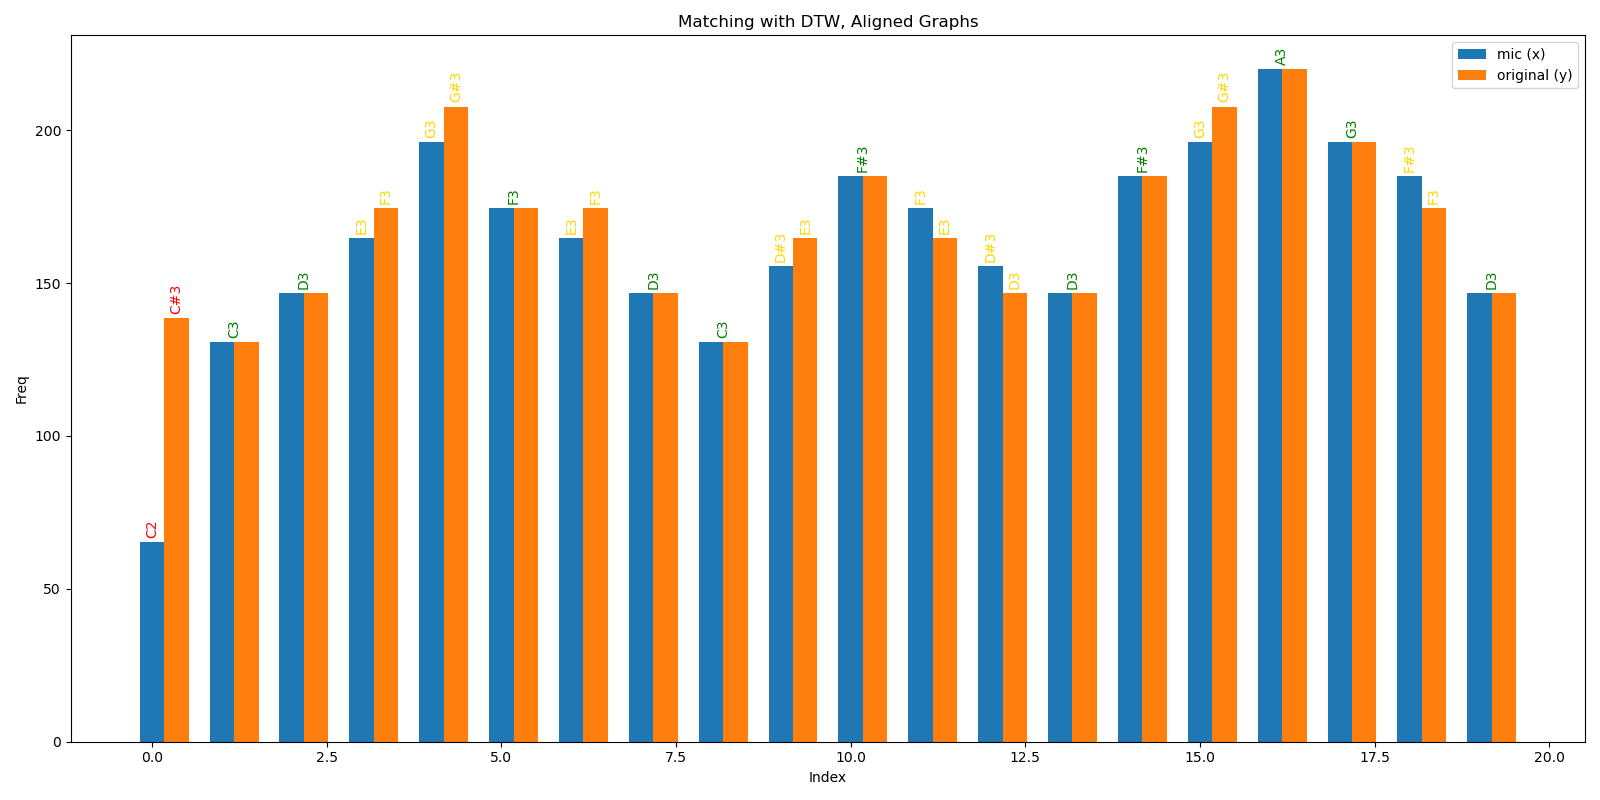 Matching with DTW, Aligned Graphs
mic (x)
original (y)
Freq
200
150
100
50
0
C2
C#3
C3
D3
E3
F3
G3
G#3
F3
E3
F3
D3
C3
D#3
E3
F#3
F3
E3
D#3
D3
D3
F#3
G3
G#3
A3
G3
F#3
F3
D3
0.0
2.5
5.0
7.5
10.0
12.5
15.0
17.5
20.0
Index